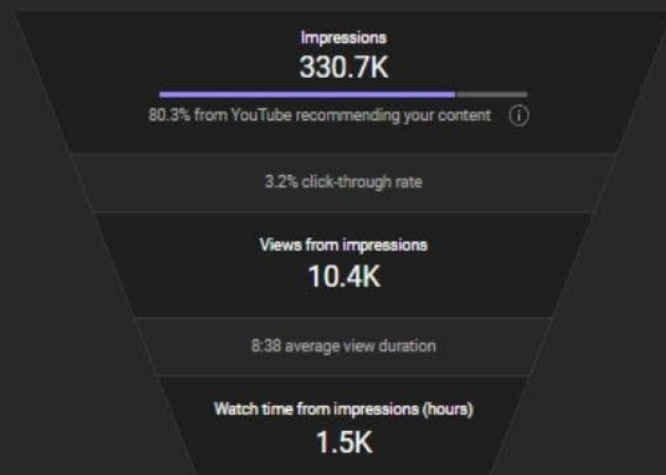 Impressions
330.7K
80.3% from YouTube recommending your content
3.2% click-through rate
Views from impressions
10.4K
8:38 average view duration
Watch time from impressions (hours)
1.5K